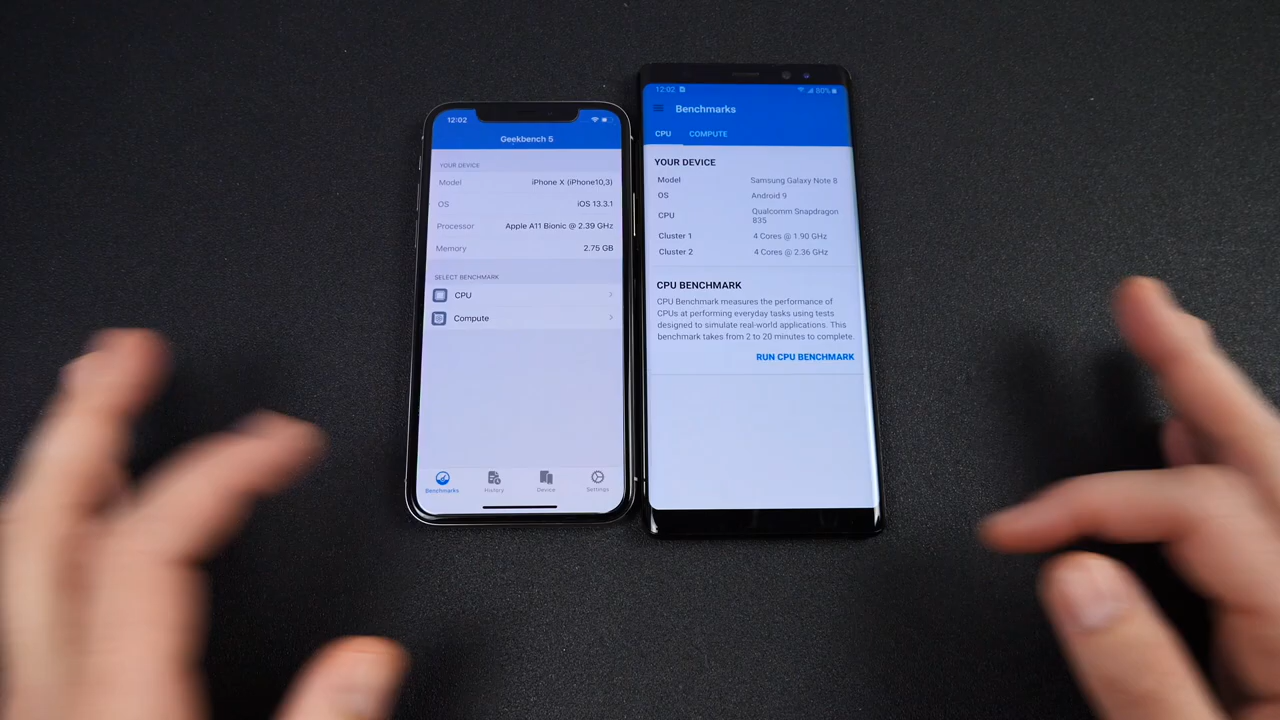 12:02
Geekbench 5
YOUR DEVICE
Model iPhone X (iPhone10,3)
OS iOS 13.3.1
Processor Apple A11 Bionic @ 2.39 GHz
Memory 2.75 GB
SELECT BENCHMARK
CPU
Compute
Benchmarks History Device Settings
12:02 80%
Benchmarks
CPU COMPUTE
YOUR DEVICE
Model Samsung Galaxy Note 8
OS Android 9
CPU Qualcomm Snapdragon
835
Cluster 1 4 Cores @ 1.90 GHz
Cluster 2 4 Cores @ 2.36 GHz
CPU BENCHMARK
CPU Benchmark measures the performance of
CPUs at performing everyday tasks using tests
designed to simulate real-world applications. This
benchmark takes from 2 to 20 minutes to complete.
RUN CPU BENCHMARK